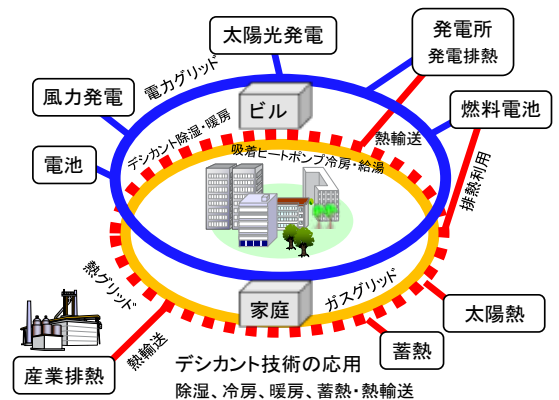 太陽光発電
発電所
発電排熱
電力グリッド
風力発電
ビル
燃料電池
デシカント除湿・暖房
熱輸送
吸着ヒートポンプ冷房・給湯
電池
排熱利用
熱グリッド
家庭
ガスグリッド
太陽熱
熱輸送
蓄熱
産業排熱
デシカント技術の応用
除湿、冷房、暖房、蓄熱・熱輸送